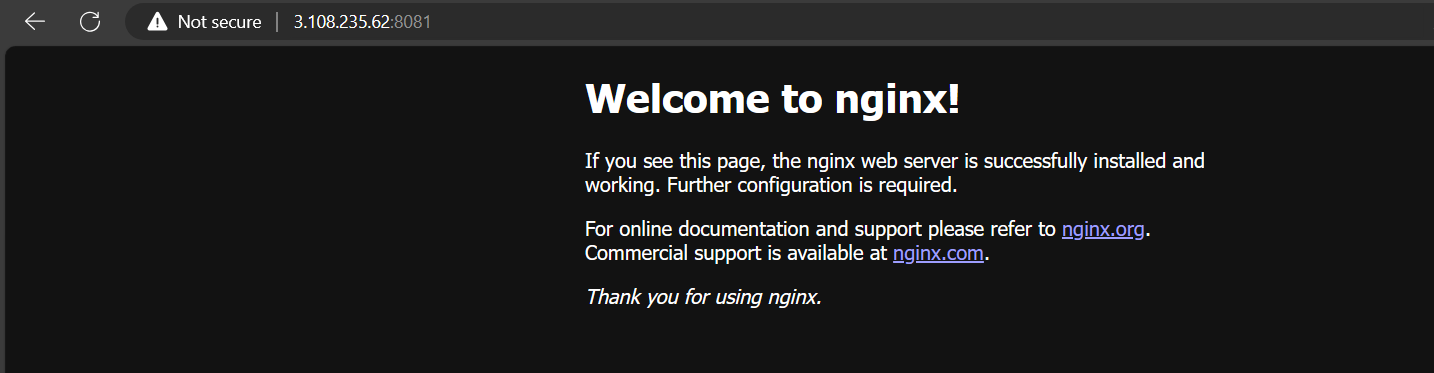 Not secure 3.108.235.62:8081
Welcome to nginx!
If you see this page, the nginx web server is successfully installed and
working. Further configuration is required.
For online documentation and support please refer to nginx.org.
Commercial support is available at nginx.com.
Thank you for using nginx.